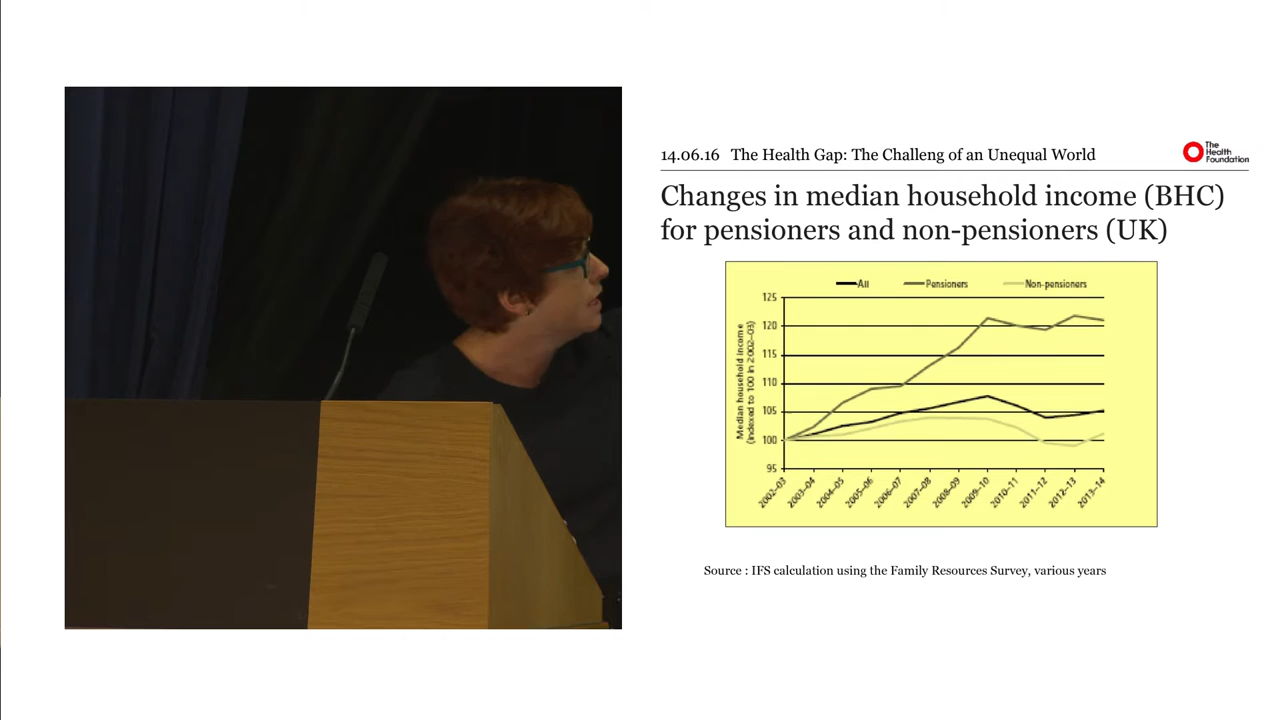 14.06.16 The Health Gap: The Challeng of an Unequal World
The
Health
Foundation
Changes in median household income (BHC)
for pensioners and non-pensioners (UK)
All Pensioners Non-pensioners
Median household income
(indexed to 100 in 2002–03)
125
120
115
110
105
100
95
2002–03
2003–04
2004–05
2005–06
2006–07
2007–08
2008–09
2009–10
2010–11
2011–12
2012–13
2013–14
Source : IFS calculation using the Family Resources Survey, various years